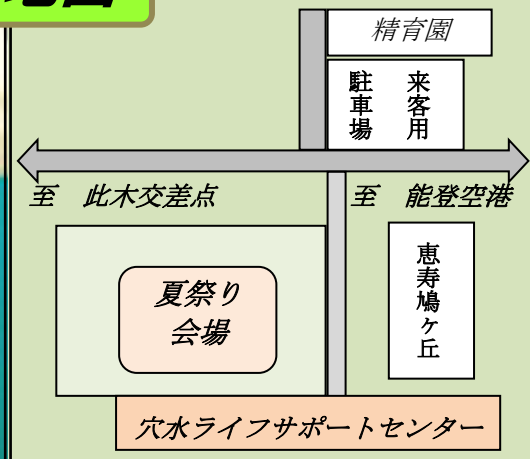 地図
精育園
来客用
駐車場
至 此木交差点
至 能登空港
夏祭り
会場
恵寿鳩ヶ丘
穴水ライフサポートセンター